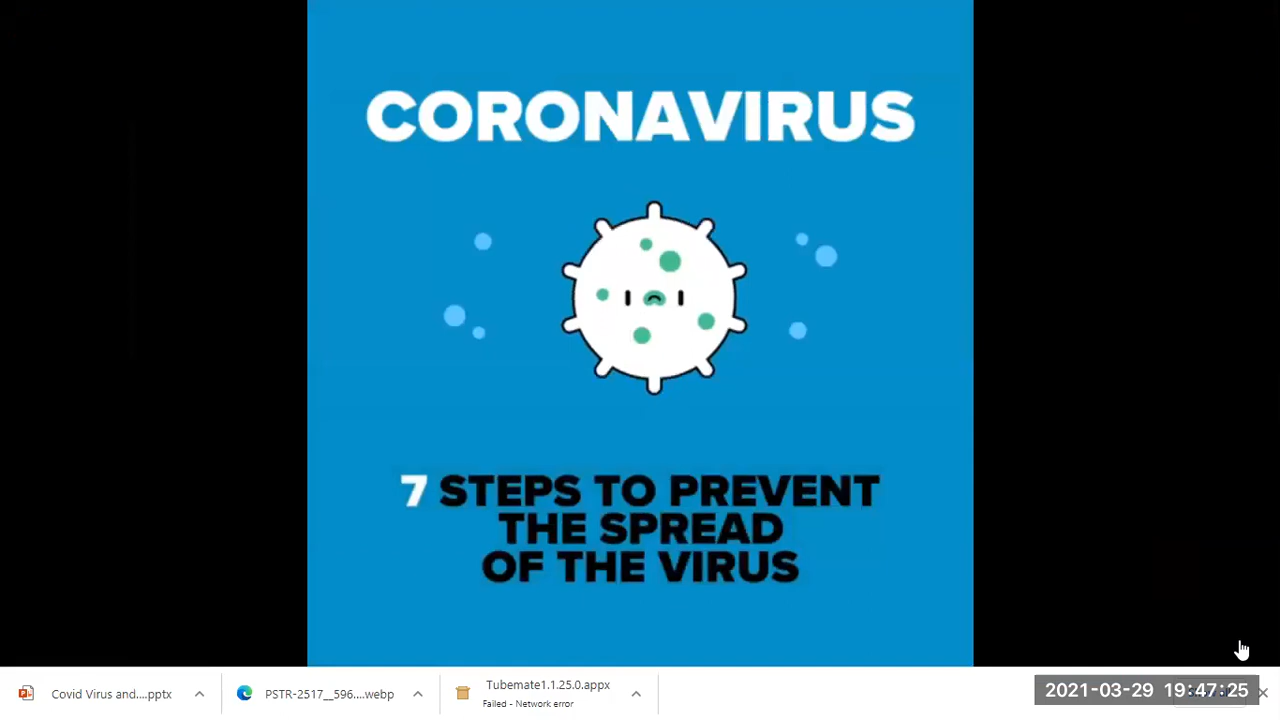 CORONAVIRUS
7 STEPS TO PREVENT
THE SPREAD
OF THE VIRUS
Covid Virus and....pptx
PSTR-2517__596....webp
Tubemate1.1.25.0.appx
Failed - Network error
2021-03-29 19:47:25